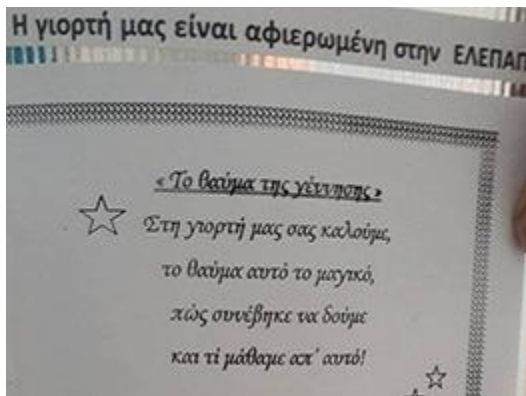 Η γιορτή μας είναι αφιερωμένη στην ΕΛΕΠΑΠ
« Το θαύμα της γέννησης »
Στη γιορτή μας σας καλούμε,
το θαύμα αυτό το μαγικό,
πώς συνέβηκε να δούμε
και τί μάθαμε απ' αυτό!